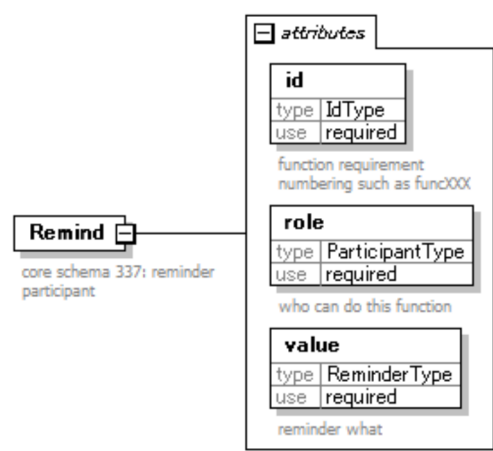 attributes
id
type IdType
use required
function requirement
numbering such as funcXXX
Remind
core schema 337: reminder
participant
role
type ParticipantType
use required
who can do this function
value
type ReminderType
use required
reminder what